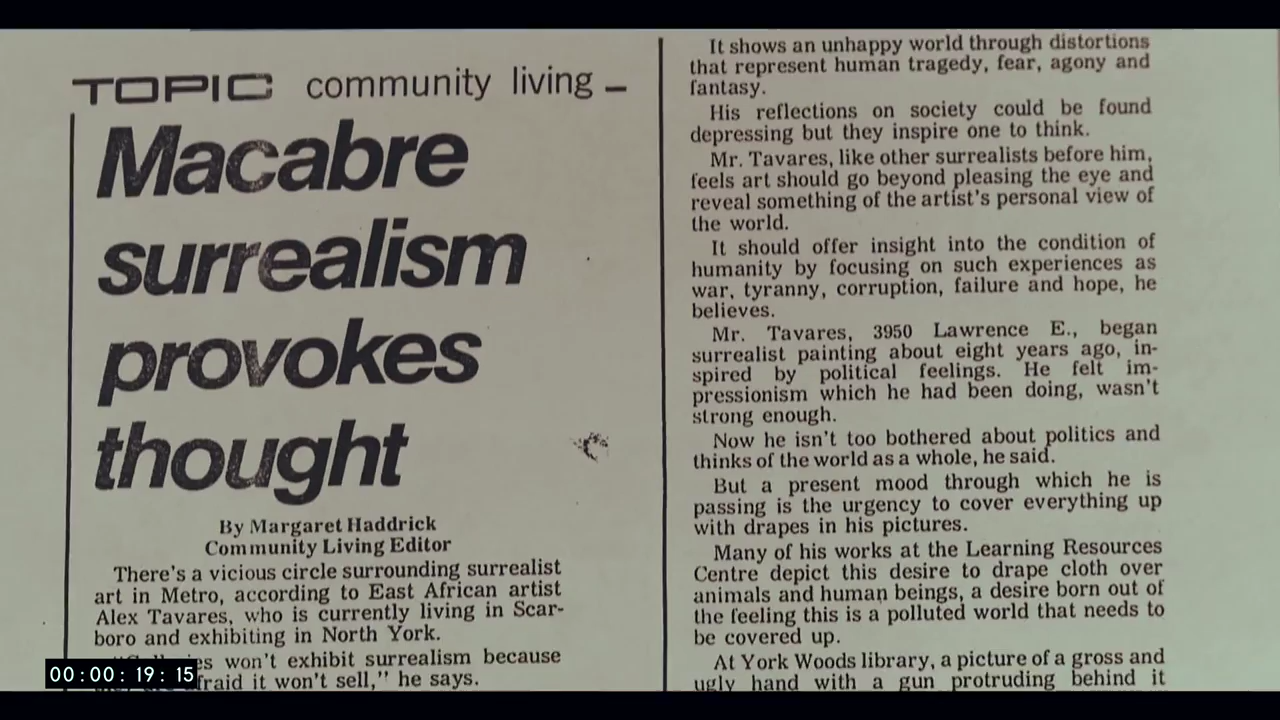 TOPIC community living –
Macabre
surrealism
provokes
thought
By Margaret Haddrick
Community Living Editor
There's a vicious circle surrounding surrealist
art in Metro, according to East African artist
Alex Tavares, who is currently living in Scar-
boro and exhibiting in North York.
won't exhibit surrealism because
afraid it won't sell," he says.
It shows an unhappy world through distortions
that represent human tragedy, fear, agony and
fantasy.
His reflections on society could be found
depressing but they inspire one to think.
Mr. Tavares, like other surrealists before him,
feels art should go beyond pleasing the eye and
reveal something of the artist's personal view of
the world.
It should offer insight into the condition of
humanity by focusing on such experiences as
war, tyranny, corruption, failure and hope, he
believes.
Mr. Tavares, 3950 Lawrence E., began
surrealist painting about eight years ago, in-
spired by political feelings. He felt im-
pressionism which he had been doing, wasn't
strong enough.
Now he isn't too bothered about politics and
thinks of the world as a whole, he said.
But a present mood through which he is
passing is the urgency to cover everything up
with drapes in his pictures.
Many of his works at the Learning Resources
Centre depict this desire to drape cloth over
animals and human beings, a desire born out of
the feeling this is a polluted world that needs to
be covered up.
At York Woods library, a picture of a gross and
ugly hand with a gun protruding behind it
00:00:19:15